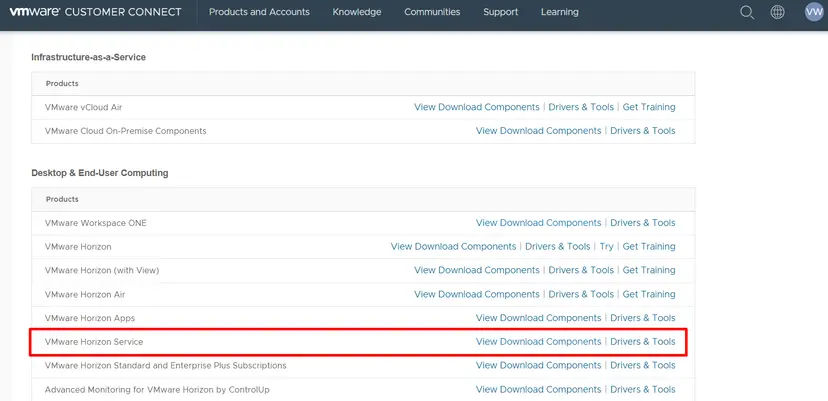 vmware CUSTOMER CONNECT Products and Accounts Knowledge Communities Support Learning VW
Infrastructure-as-a-Service
Products
VMware vCloud Air View Download Components | Drivers & Tools | Get Training
VMware Cloud On-Premise Components View Download Components | Drivers & Tools
Desktop & End-User Computing
Products
VMware Workspace ONE View Download Components | Drivers & Tools
VMware Horizon View Download Components | Drivers & Tools | Try | Get Training
VMware Horizon (with View) View Download Components | Drivers & Tools | Get Training
VMware Horizon Air View Download Components | Drivers & Tools | Get Training
VMware Horizon Apps View Download Components | Drivers & Tools
VMware Horizon Service View Download Components | Drivers & Tools
VMware Horizon Standard and Enterprise Plus Subscriptions View Download Components | Drivers & Tools
Advanced Monitoring for VMware Horizon by ControlUp View Download Components | Drivers & Tools